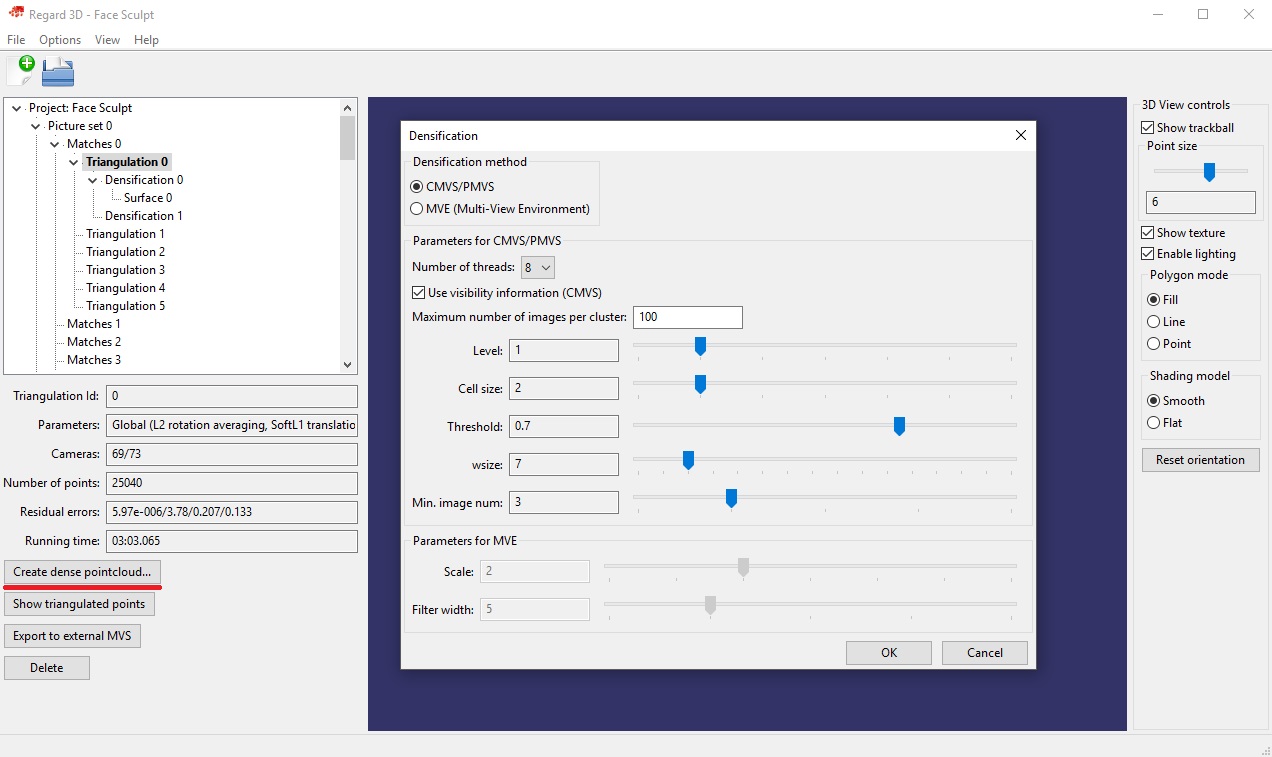 Regard 3D - Face Sculpt
File Options View Help
Project: Face Sculpt
Picture set 0
Matches 0
Triangulation 0
Densification 0
Surface 0
Densification 1
Triangulation 1
Triangulation 2
Triangulation 3
Triangulation 4
Triangulation 5
Matches 1
Matches 2
Matches 3
Triangulation Id: 0
Parameters: Global (L2 rotation averaging, SoftL1 translatio
Cameras: 69/73
Number of points: 25040
Residual errors: 5.97e-006/3.78/0.207/0.133
Running time: 03:03.065
Create dense pointcloud...
Show triangulated points
Export to external MVS
Delete
Densification
Densification method
CMVS/PMVS
MVE (Multi-View Environment)
Parameters for CMVS/PMVS
Number of threads: 8
Use visibility information (CMVS)
Maximum number of images per cluster: 100
Level: 1
Cell size: 2
Threshold: 0.7
wsize: 7
Min. image num: 3
Parameters for MVE
Scale: 2
Filter width: 5
OK Cancel
3D View controls
Show trackball
Point size
6
Show texture
Enable lighting
Polygon mode
Fill
Line
Point
Shading model
Smooth
Flat
Reset orientation